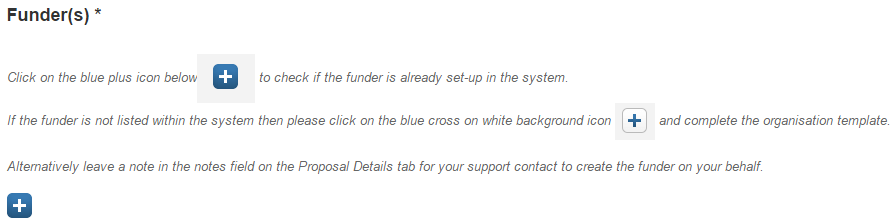 Funder(s) *
Click on the blue plus icon below to check if the funder is already set-up in the system.
If the funder is not listed within the system then please click on the blue cross on white background icon and complete the organisation template.
Alternatively leave a note in the notes field on the Proposal Details tab for your support contact to create the funder on your behalf.